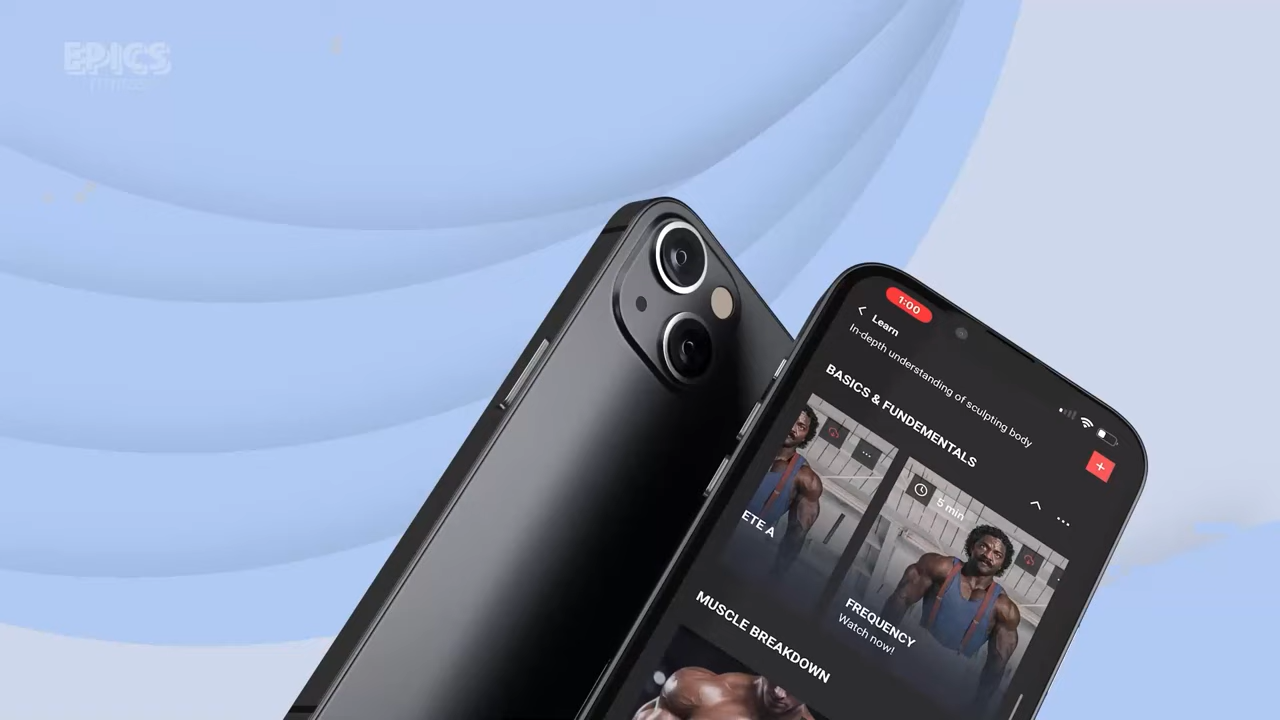 EPICS
1:00
Learn
In-depth understanding of sculpting body
BASICS & FUNDEMENTALS
5 min
ETE A
FREQUENCY
Watch now!
MUSCLE BREAKDOWN